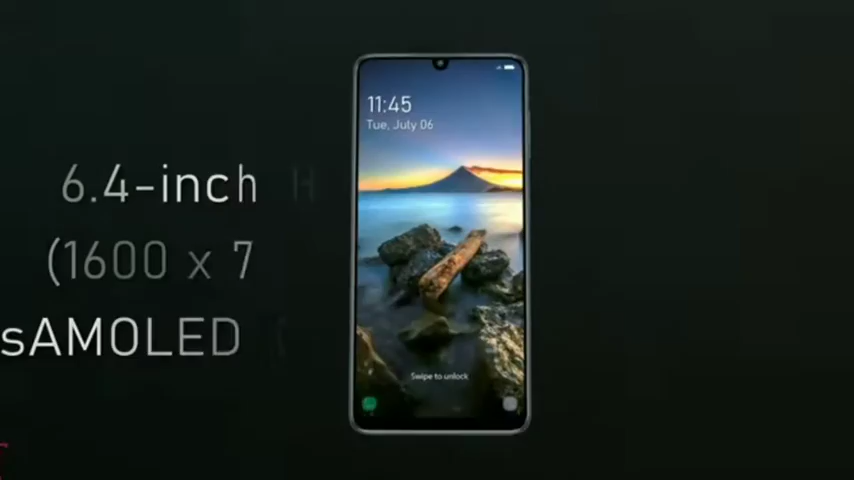 6.4-inch
(1600 x 7
sAMOLED
11:45
Tue, July 06
Swipe to unlock